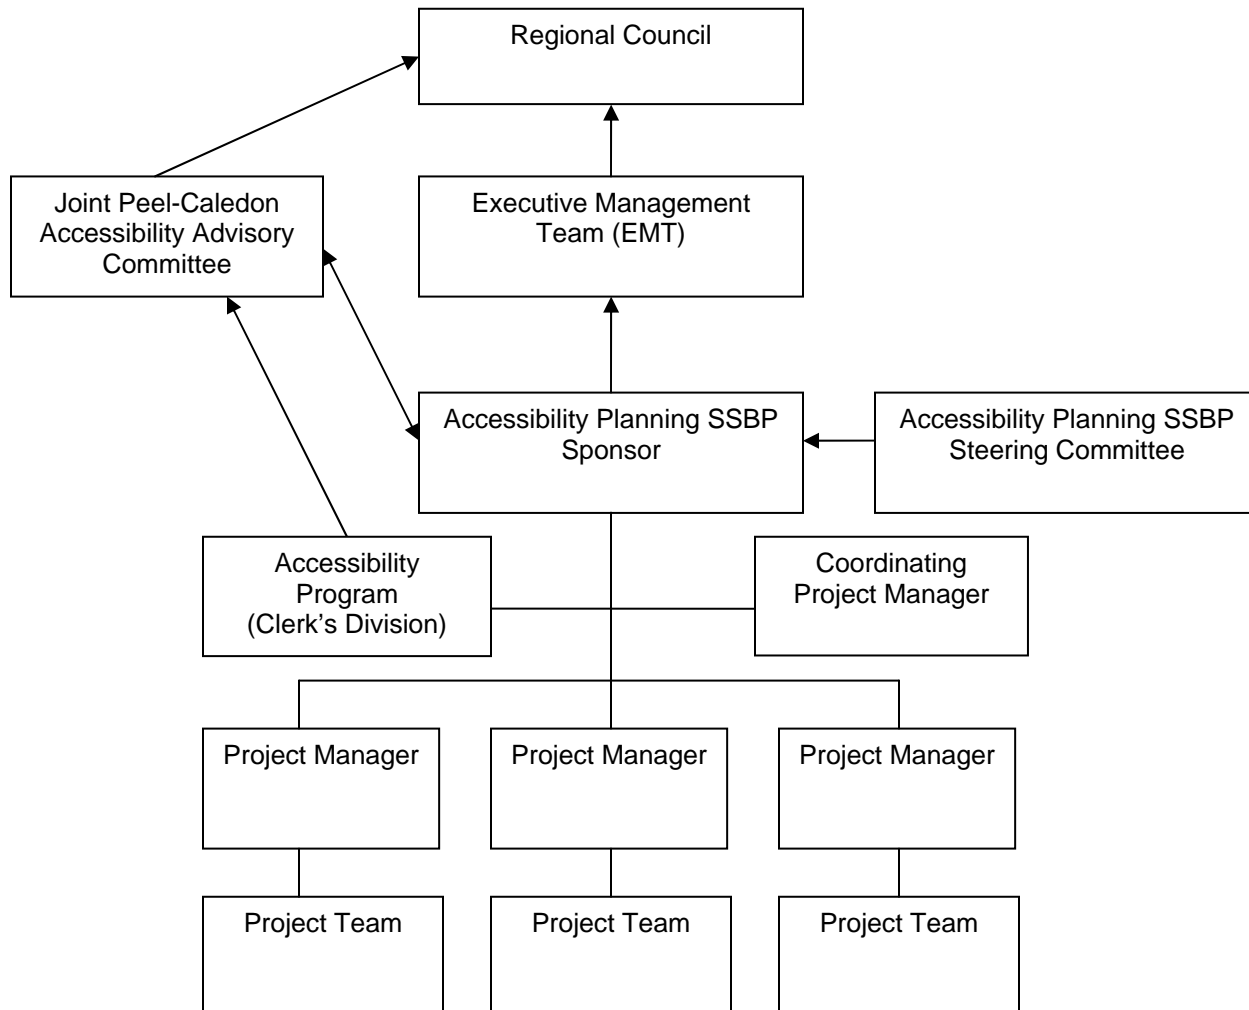 Regional Council
Joint Peel-Caledon
Accessibility Advisory
Committee
Executive Management
Team (EMT)
Accessibility Planning SSBP
Sponsor
Accessibility Planning SSBP
Steering Committee
Accessibility
Program
(Clerk's Division)
Coordinating
Project Manager
Project Manager
Project Manager
Project Manager
Project Team
Project Team
Project Team